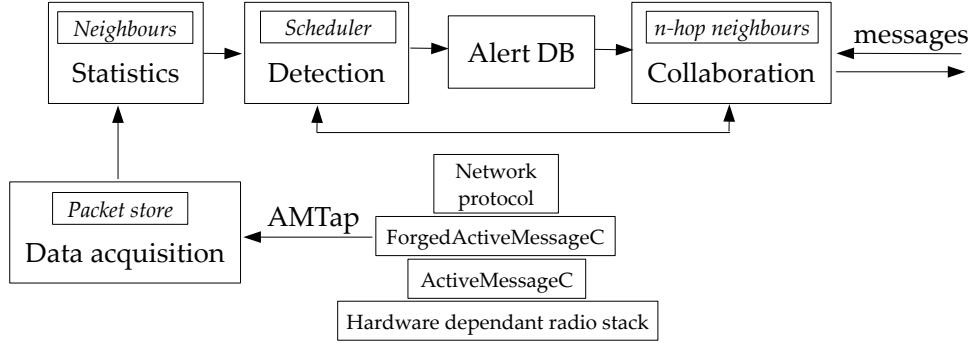 Neighbours
Statistics
Scheduler
Detection
Alert DB
n-hop neighbours
Collaboration
messages
Packet store
Data acquisition
AMTap
Network
protocol
ForgedActiveMessageC
ActiveMessageC
Hardware dependant radio stack